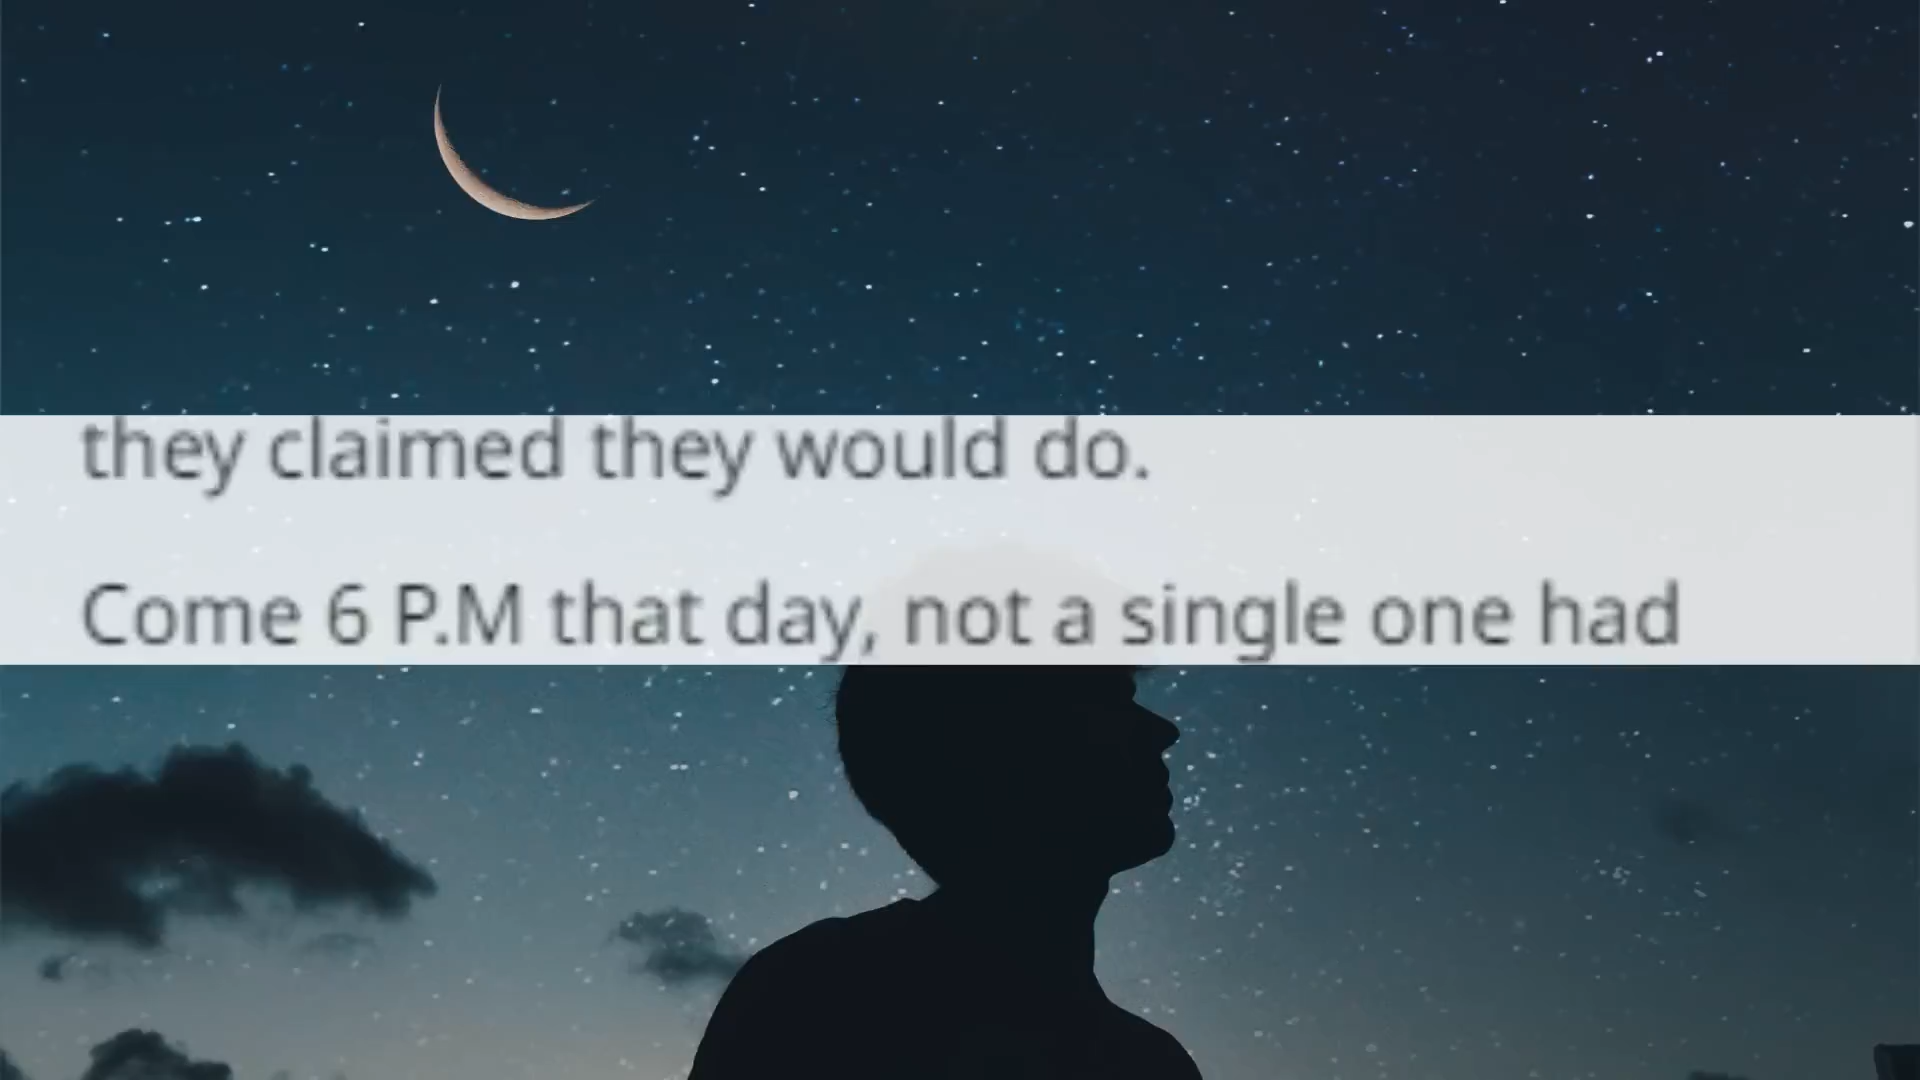 they claimed they would do.
Come 6 P.M that day, not a single one had